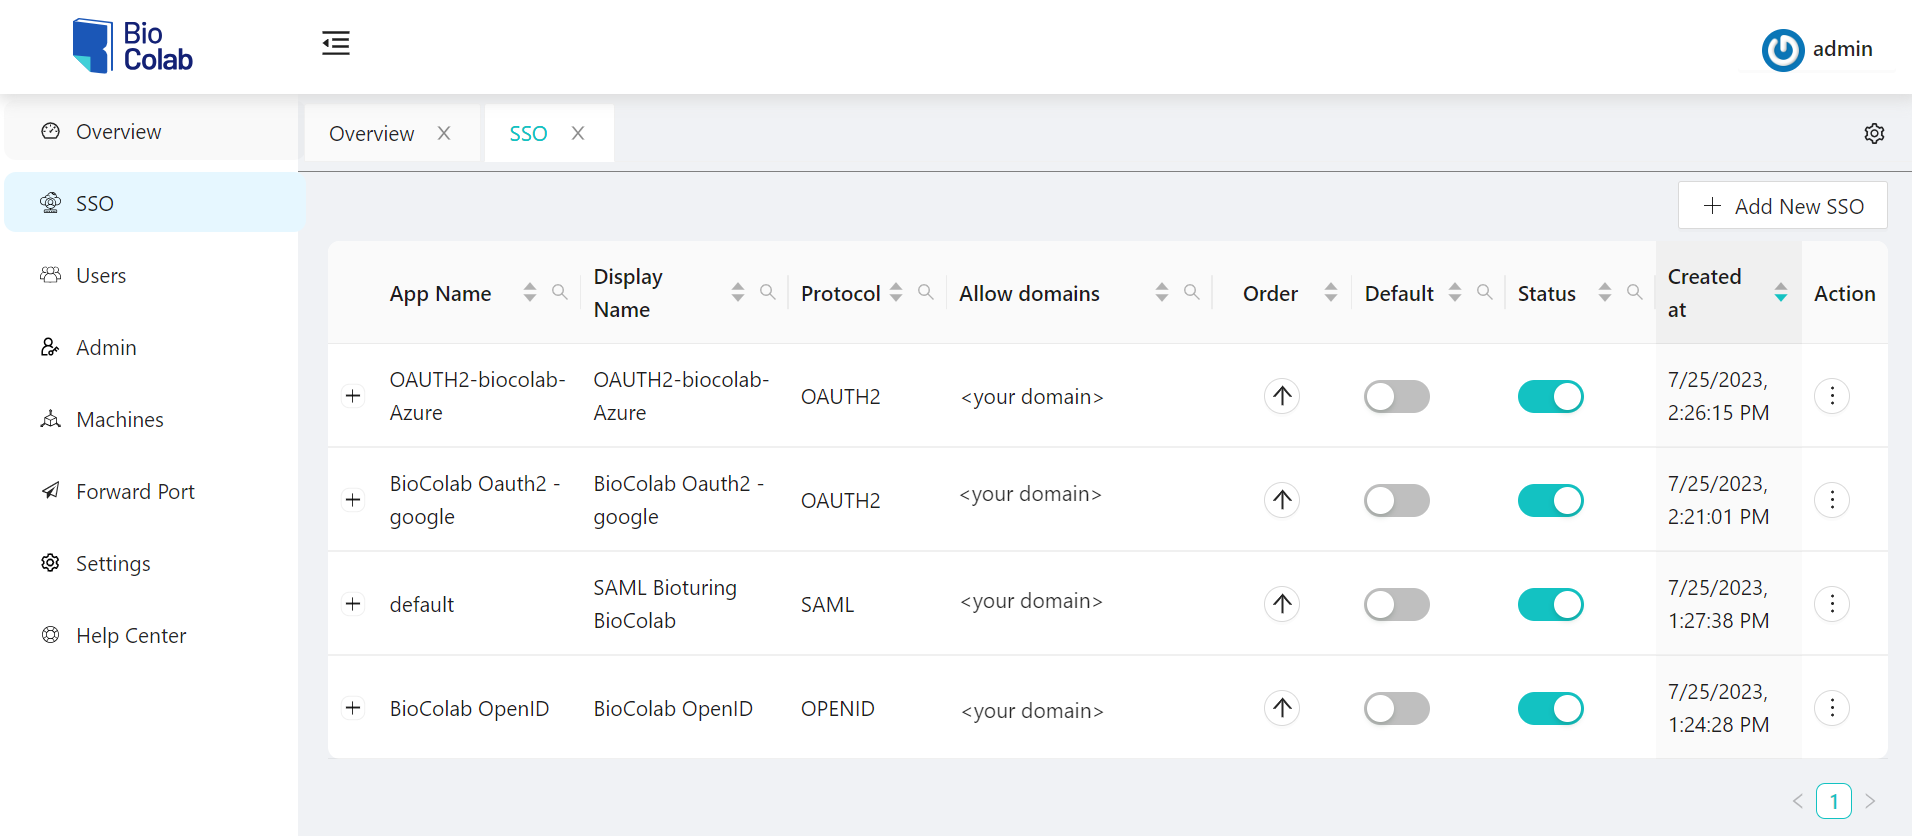 Bio
Colab
admin
Overview
SSO
Users
Admin
Machines
Forward Port
Settings
Help Center
Overview
SSO
Add New SSO
App Name
Display
Name
Protocol
Allow domains
Order
Default
Status
Created
at
Action
OAUTH2-biocolab-
Azure
OAUTH2-biocolab-
Azure
OAUTH2
<your domain>
7/25/2023,
2:26:15 PM
BioColab Oauth2 -
google
BioColab Oauth2 -
google
OAUTH2
<your domain>
7/25/2023,
2:21:01 PM
default
SAML Bioturing
BioColab
SAML
<your domain>
7/25/2023,
1:27:38 PM
BioColab OpenID
BioColab OpenID
OPENID
<your domain>
7/25/2023,
1:24:28 PM
1